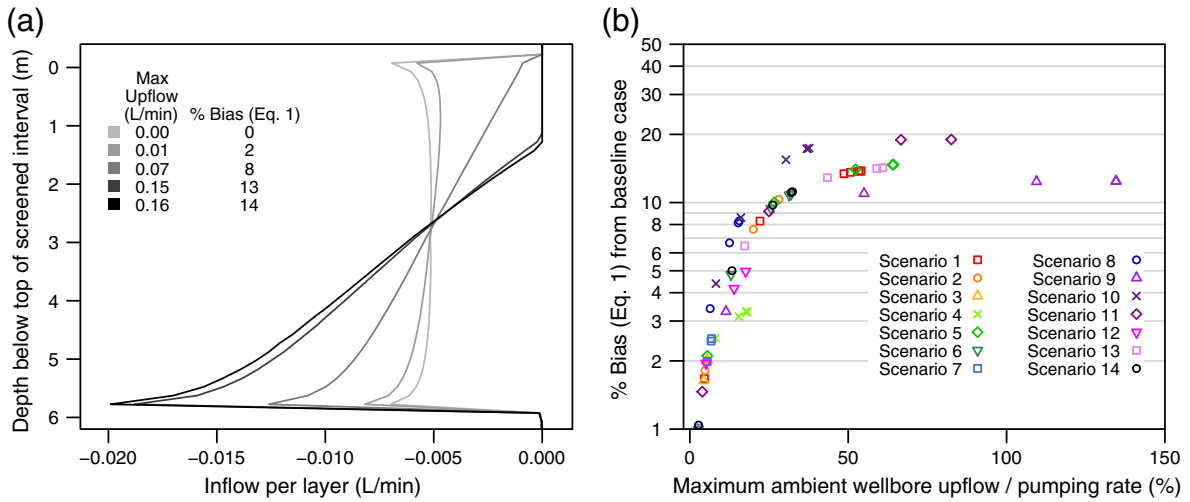 (a)
Depth below top of screened interval (m)
0
1
2
3
4
5
6
Max
Upflow
(L/min)
% Bias (Eq. 1)
0.00 0
0.01 2
0.07 8
0.15 13
0.16 14
−0.020 −0.015 −0.010 −0.005 0.000
Inflow per layer (L/min)
(b)
% Bias (Eq. 1) from baseline case
50
40
30
20
10
8
6
5
4
3
2
1
Scenario 1
Scenario 2
Scenario 3
Scenario 4
Scenario 5
Scenario 6
Scenario 7
Scenario 8
Scenario 9
Scenario 10
Scenario 11
Scenario 12
Scenario 13
Scenario 14
0 50 100 150
Maximum ambient wellbore upflow / pumping rate (%)